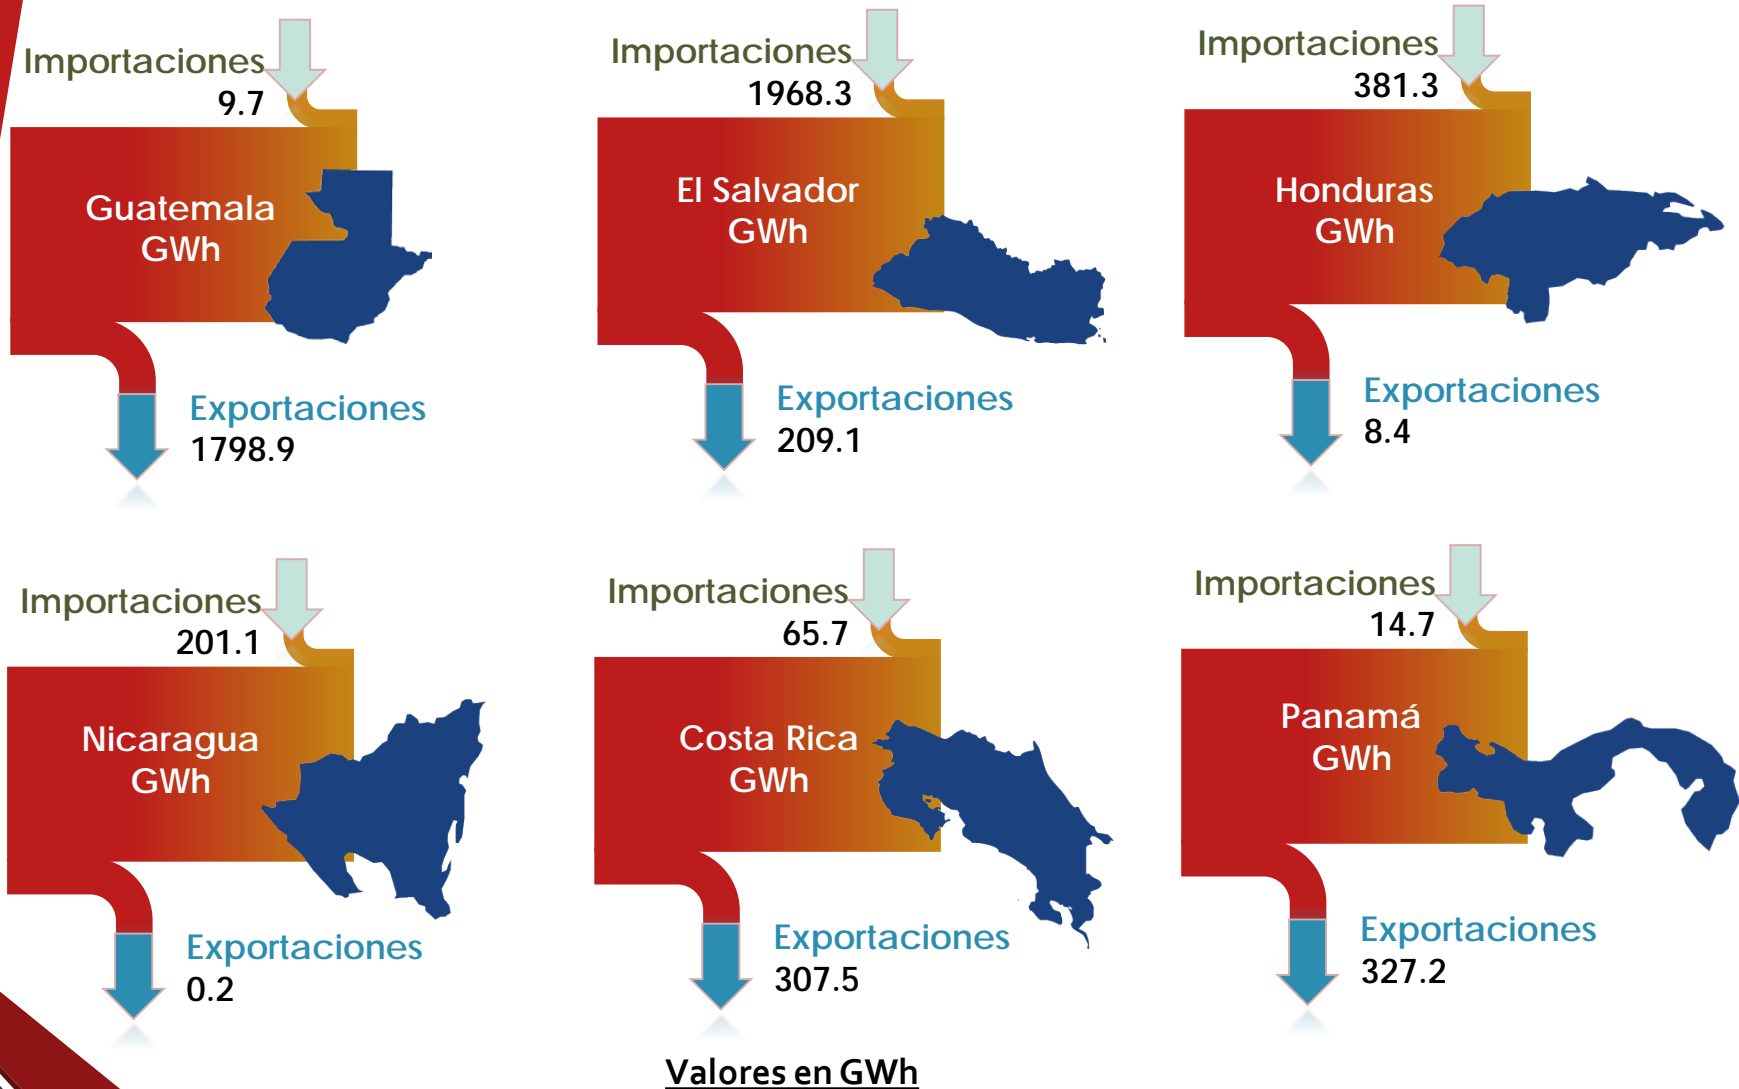 Importaciones
9.7
Guatemala
GWh
Exportaciones
1798.9
Importaciones
1968.3
El Salvador
GWh
Exportaciones
209.1
Importaciones
381.3
Honduras
GWh
Exportaciones
8.4
Importaciones
201.1
Nicaragua
GWh
Exportaciones
0.2
Importaciones
65.7
Costa Rica
GWh
Exportaciones
307.5
Importaciones
14.7
Panamá
GWh
Exportaciones
327.2
Valores en GWh